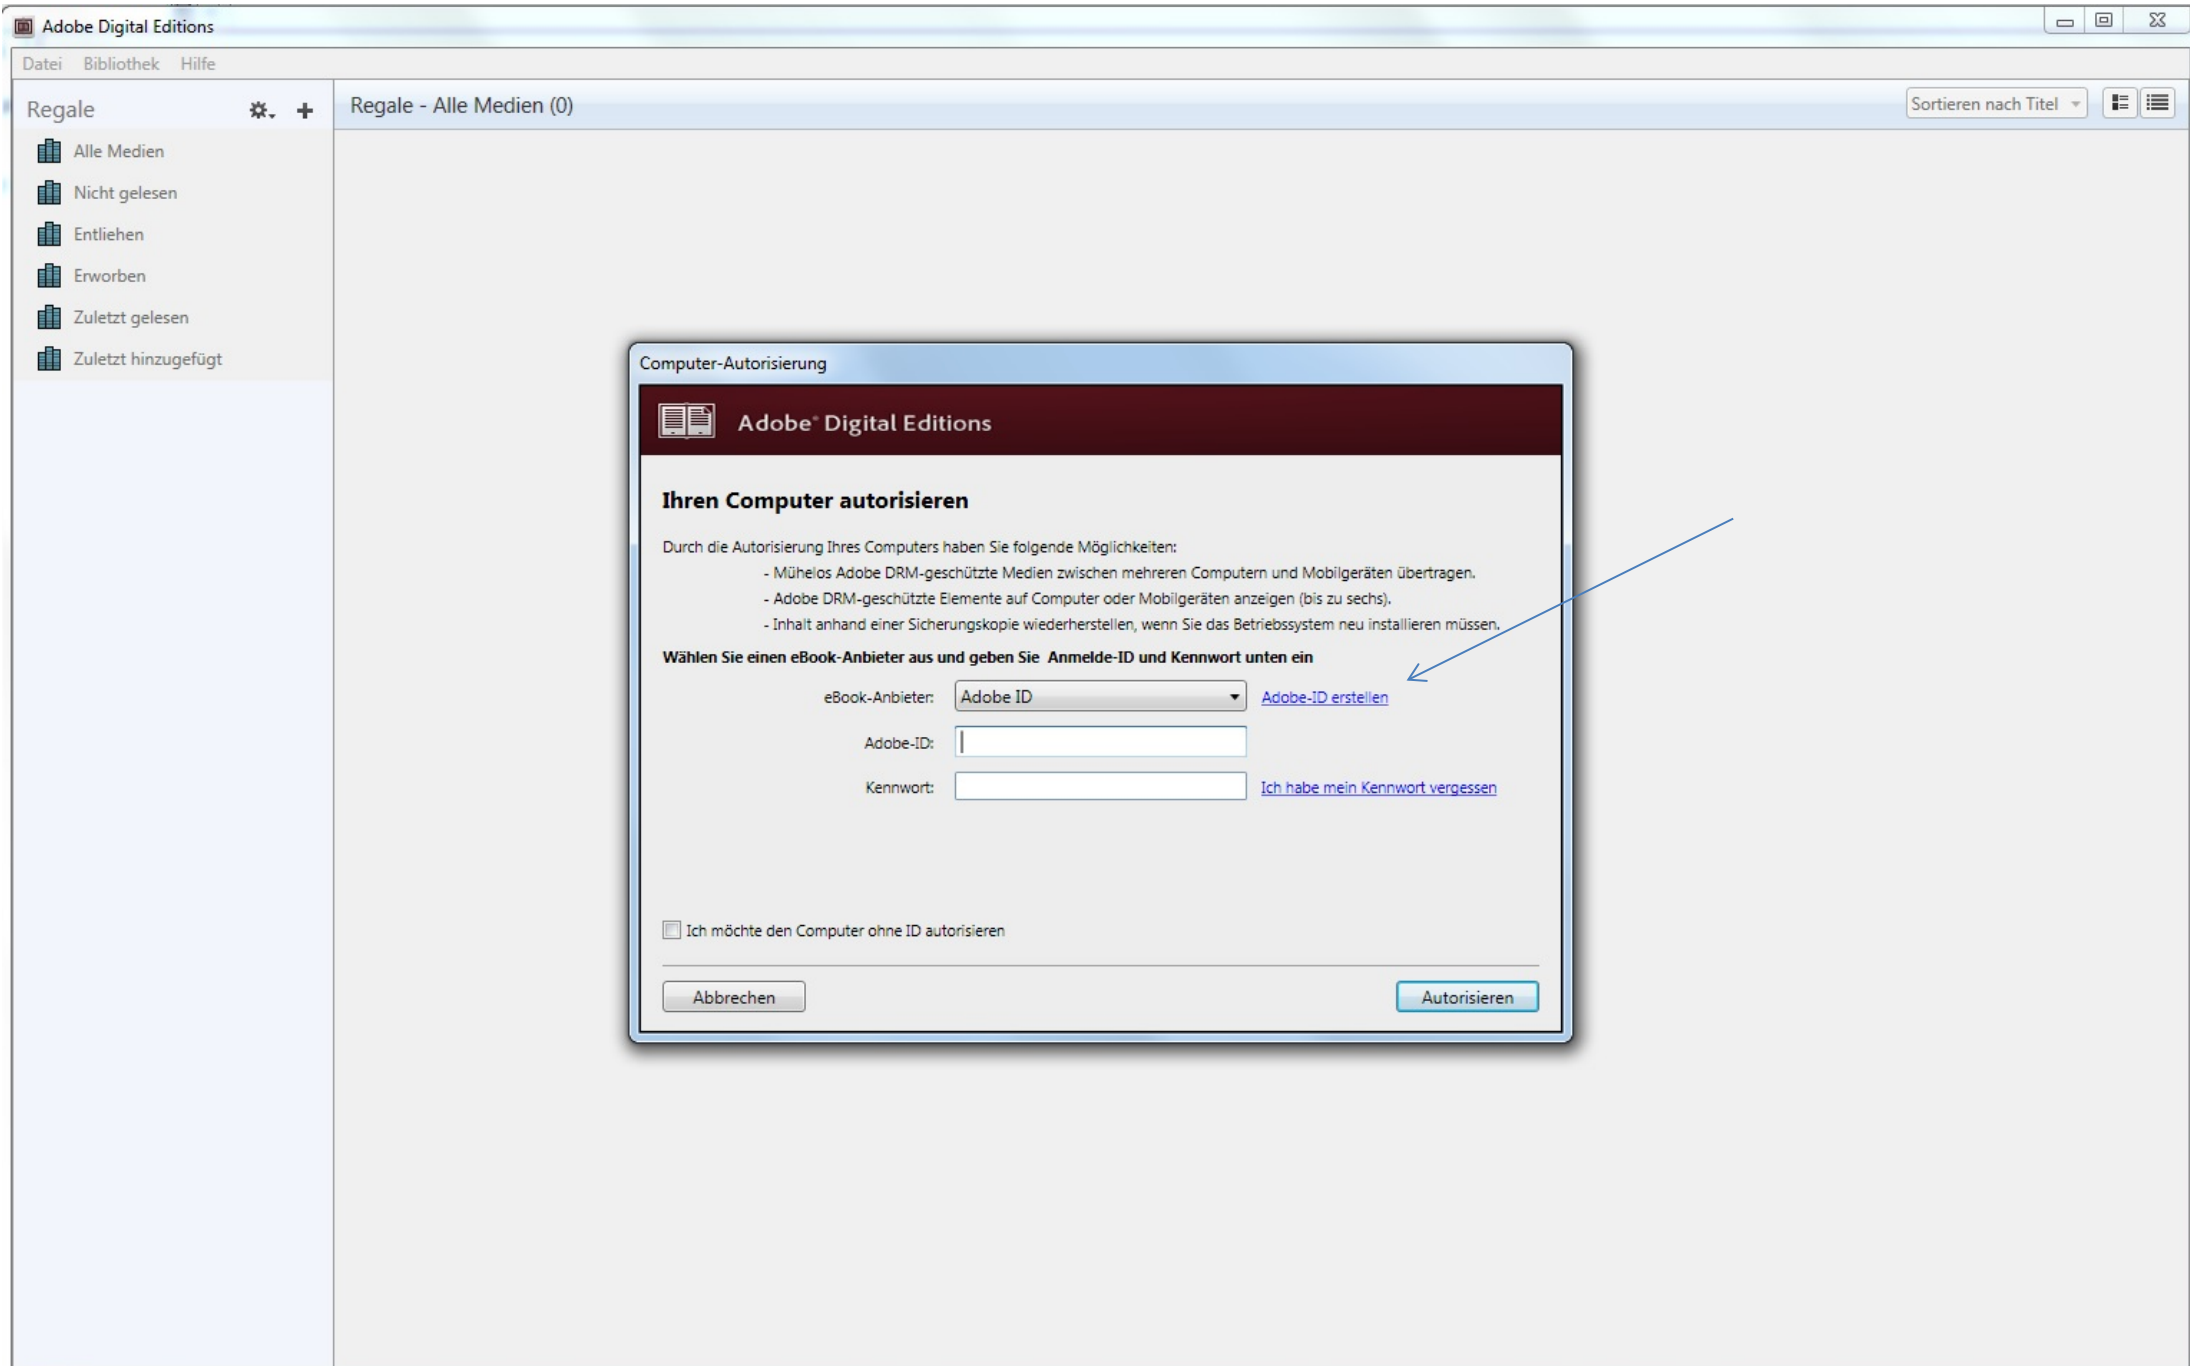 Adobe Digital Editions
Datei Bibliothek Hilfe
Regale
Regale - Alle Medien (0)
Sortieren nach Titel
Alle Medien
Nicht gelesen
Entliehen
Erworben
Zuletzt gelesen
Zuletzt hinzugefügt
Computer-Autorisierung
Adobe® Digital Editions
Ihren Computer autorisieren
Durch die Autorisierung Ihres Computers haben Sie folgende Möglichkeiten:
- Mühelos Adobe DRM-geschützte Medien zwischen mehreren Computern und Mobilgeräten übertragen.
- Adobe DRM-geschützte Elemente auf Computer oder Mobilgeräten anzeigen (bis zu sechs).
- Inhalt anhand einer Sicherungskopie wiederherstellen, wenn Sie das Betriebssystem neu installieren müssen.
Wählen Sie einen eBook-Anbieter aus und geben Sie Anmelde-ID und Kennwort unten ein
eBook-Anbieter: Adobe ID Adobe-ID erstellen
Adobe-ID:
Kennwort: Ich habe mein Kennwort vergessen
Ich möchte den Computer ohne ID autorisieren
Abbrechen Autorisieren